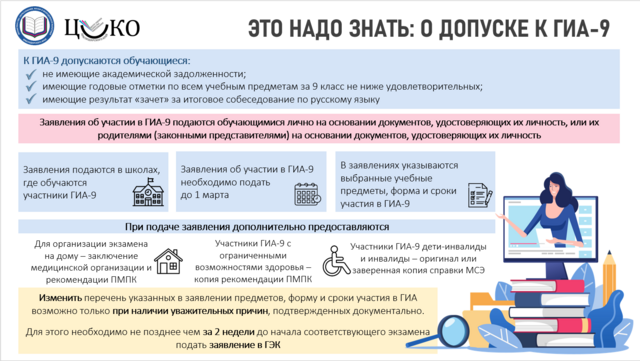 ЦОКО
ЭТО НАДО ЗНАТЬ: О ДОПУСКЕ К ГИА-9
К ГИА-9 допускаются обучающиеся:
не имеющие академической задолженности;
имеющие годовые отметки по всем учебным предметам за 9 класс не ниже удовлетворительных;
имеющие результат «зачет» за итоговое собеседование по русскому языку
Заявления об участии в ГИА-9 подаются обучающимися лично на основании документов, удостоверяющих их личность, или их
родителями (законными представителями) на основании документов, удостоверяющих их личность
Заявления подаются в школах,
где обучаются
участники ГИА-9
Заявления об участии в ГИА-9
необходимо подать
до 1 марта
В заявлениях указываются
выбранные учебные
предметы, форма и сроки
участия в ГИА-9
При подаче заявления дополнительно предоставляются
Для организации экзамена
на дому – заключение
медицинской организации и
рекомендации ПМПК
Участники ГИА-9 с
ограниченными
возможностями здоровья –
копия рекомендации ПМПК
Участники ГИА-9 дети-инвалиды
и инвалиды – оригинал или
заверенная копия справки МСЭ
Изменить перечень указанных в заявлении предметов, форму и сроки участия в ГИА
возможно только при наличии уважительных причин, подтвержденных документально.
Для этого необходимо не позднее чем за 2 недели до начала соответствующего экзамена
подать заявление в ГЭК